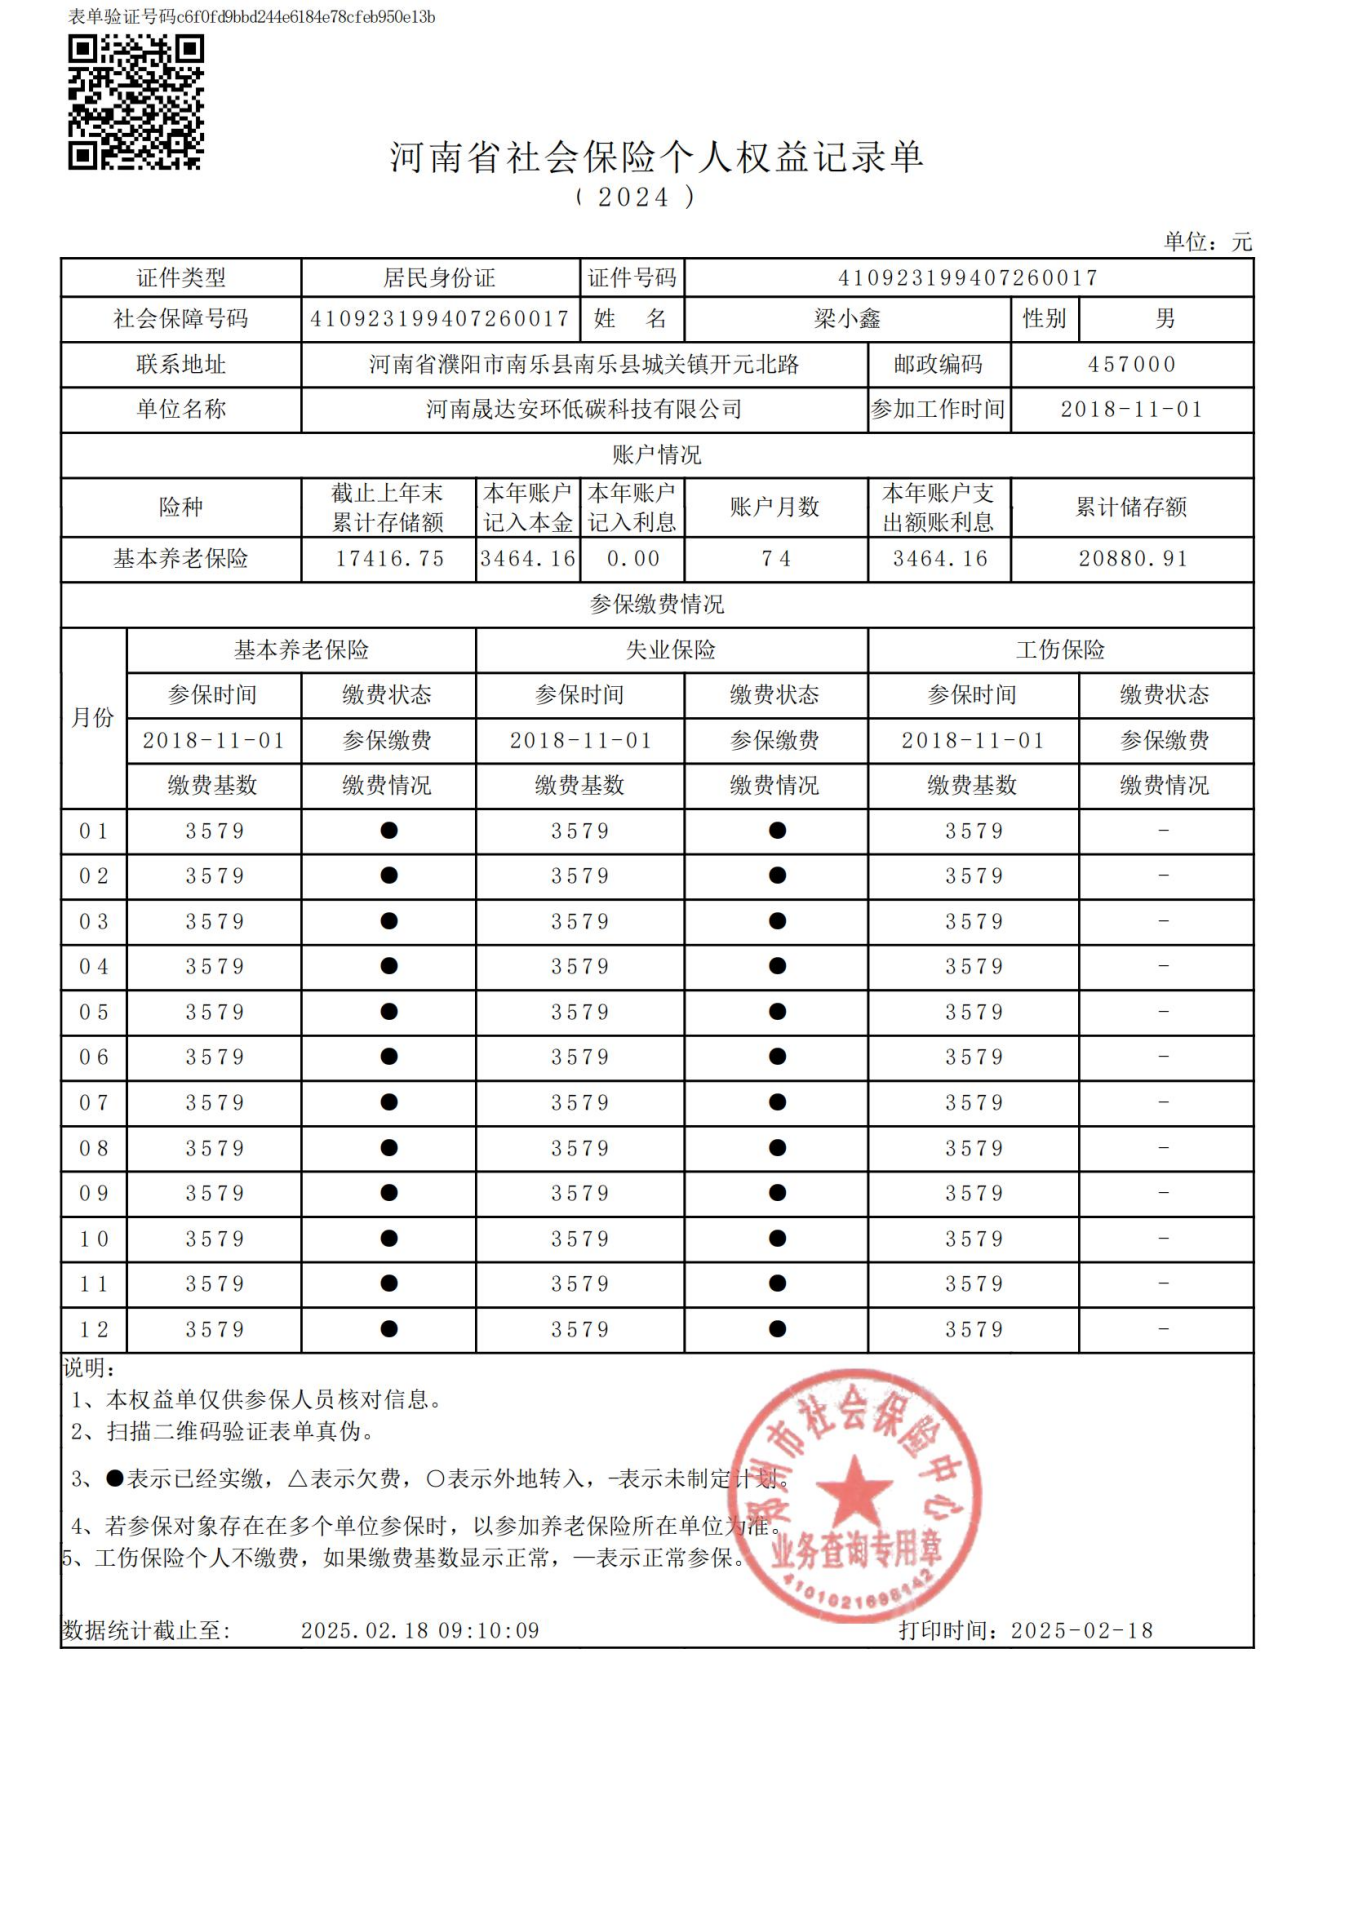 表单验证号码c6f0fd9bbd244e6184e78cfeb950e13b
河南省社会保险个人权益记录单
（ 2024 ）
单位：元
证件类型 居民身份证 证件号码 410923199407260017
社会保障号码 410923199407260017 姓 名 梁小鑫 性别 男
联系地址 河南省濮阳市南乐县南乐县城关镇开元北路 邮政编码 457000
单位名称 河南晟达安环低碳科技有限公司 参加工作时间 2018-11-01
账户情况
险种 截止上年末累计存储额 本年账户记入本金 本年账户记入利息 账户月数 本年账户支出额账利息 累计储存额
基本养老保险 17416.75 3464.16 0.00 74 3464.16 20880.91
参保缴费情况
月份 基本养老保险 失业保险 工伤保险
参保时间 缴费状态 参保时间 缴费状态 参保时间 缴费状态
2018-11-01 参保缴费 2018-11-01 参保缴费 2018-11-01 参保缴费
缴费基数 缴费情况 缴费基数 缴费情况 缴费基数 缴费情况
01 3579 ● 3579 ● 3579 -
02 3579 ● 3579 ● 3579 -
03 3579 ● 3579 ● 3579 -
04 3579 ● 3579 ● 3579 -
05 3579 ● 3579 ● 3579 -
06 3579 ● 3579 ● 3579 -
07 3579 ● 3579 ● 3579 -
08 3579 ● 3579 ● 3579 -
09 3579 ● 3579 ● 3579 -
10 3579 ● 3579 ● 3579 -
11 3579 ● 3579 ● 3579 -
12 3579 ● 3579 ● 3579 -
说明：
1、本权益单仅供参保人员核对信息。
2、扫描二维码验证表单真伪。
3、●表示已经实缴，△表示欠费，○表示外地转入，-表示未制定计划。
4、若参保对象存在在多个单位参保时，以参加养老保险所在单位为准。
5、工伤保险个人不缴费，如果缴费基数显示正常，—表示正常参保。
郑州市社会保险中心
业务查询专用章
数据统计截止至： 2025.02.18 09:10:09 打印时间：2025-02-18